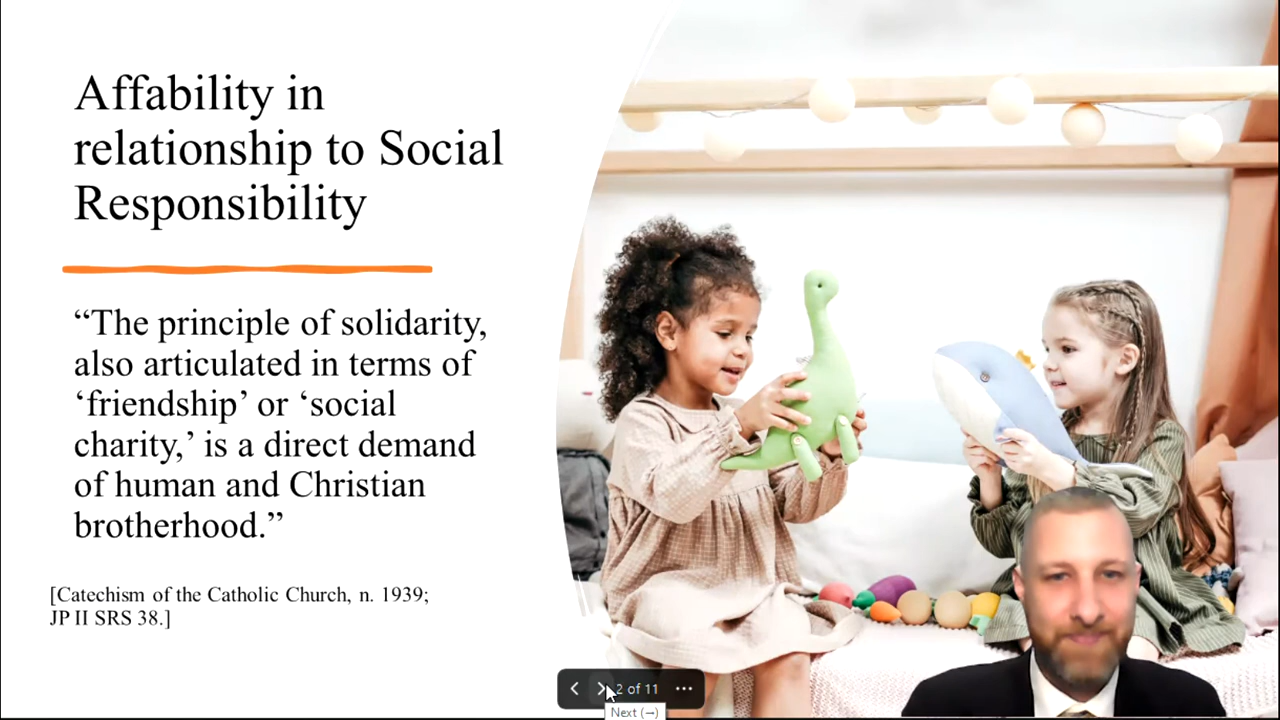 Affability in
relationship to Social
Responsibility
“The principle of solidarity,
also articulated in terms of
‘friendship’ or ‘social
charity,’ is a direct demand
of human and Christian
brotherhood.”
[Catechism of the Catholic Church, n. 1939;
JP II SRS 38.]
2 of 11
Next (→)